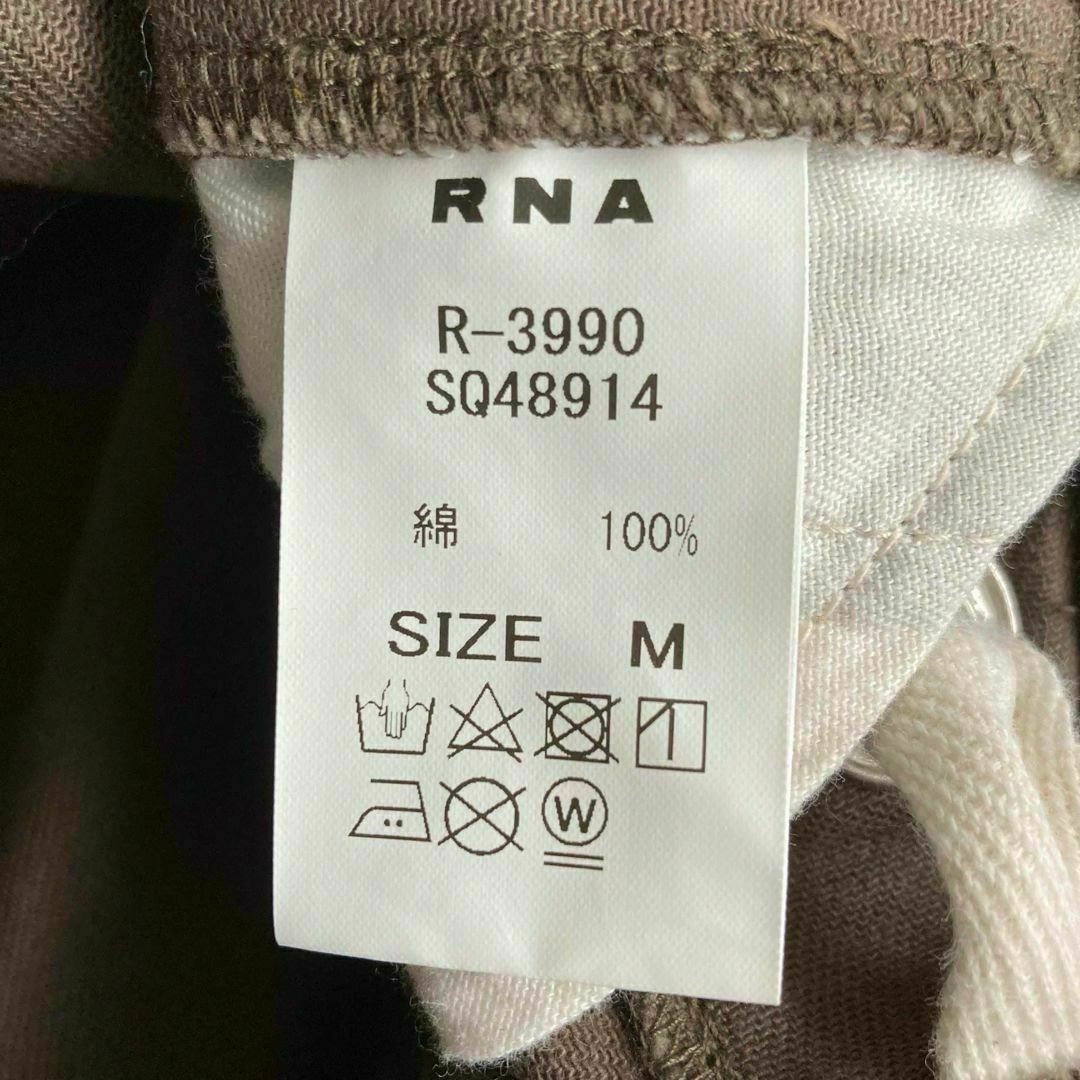 RNA
R-3990
SQ48914
綿 100%
SIZE M
W